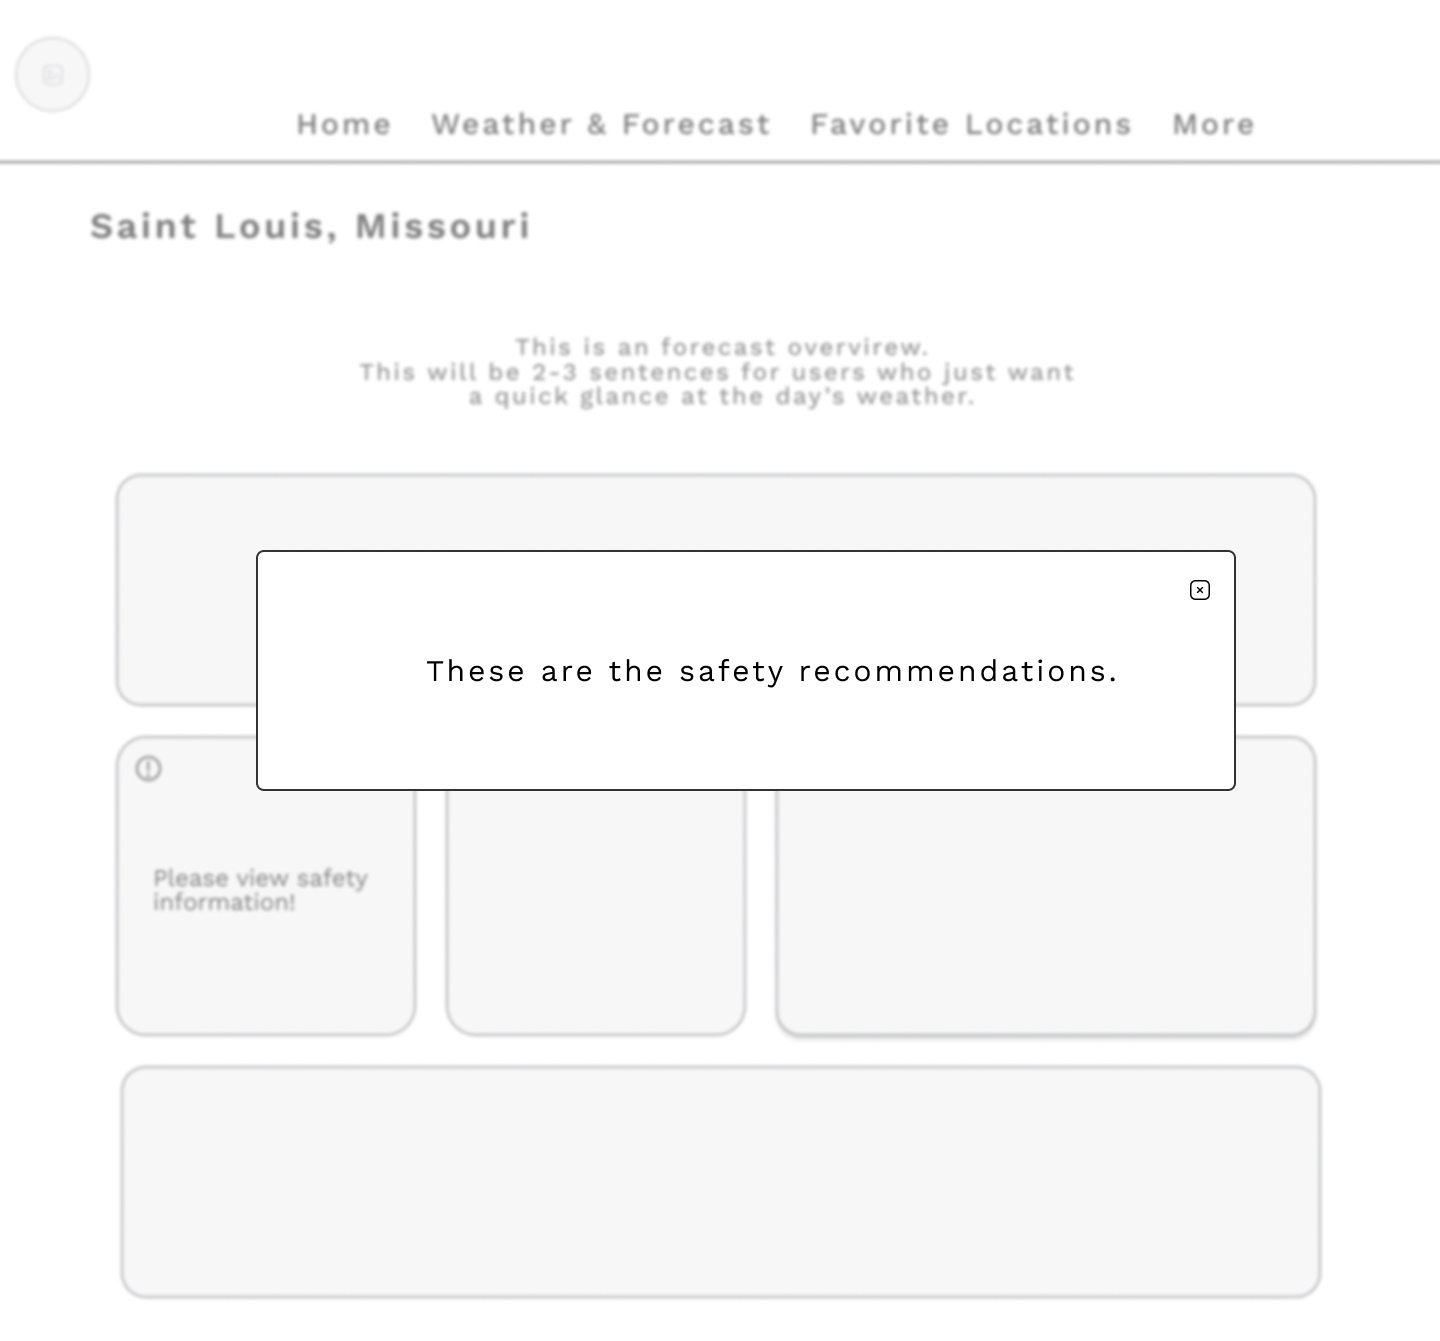 Home Weather & Forecast Favorite Locations More
Saint Louis, Missouri
This is an forecast overvirew.
This will be 2-3 sentences for users who just want
a quick glance at the day's weather.
These are the safety recommendations.
Please view safety
information!